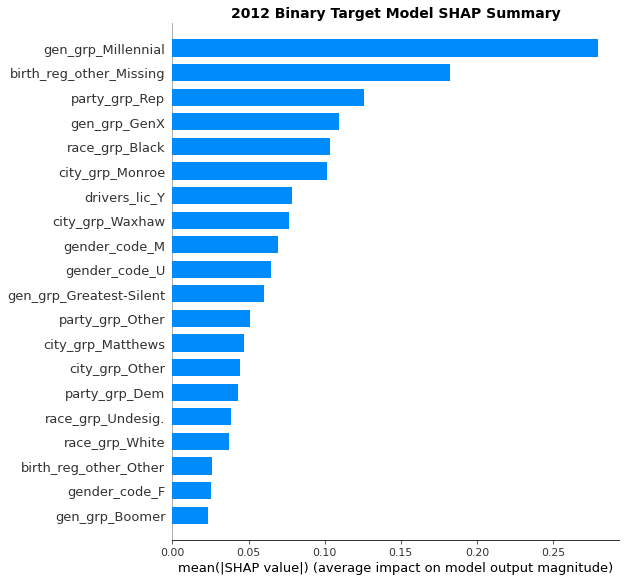 2012 Binary Target Model SHAP Summary
gen_grp_Millennial
birth_reg_other_Missing
party_grp_Rep
gen_grp_GenX
race_grp_Black
city_grp_Monroe
drivers_lic_Y
city_grp_Waxhaw
gender_code_M
gender_code_U
gen_grp_Greatest-Silent
party_grp_Other
city_grp_Matthews
city_grp_Other
party_grp_Dem
race_grp_Undesig.
race_grp_White
birth_reg_other_Other
gender_code_F
gen_grp_Boomer
0.00 0.05 0.10 0.15 0.20 0.25
mean(|SHAP value|) (average impact on model output magnitude)